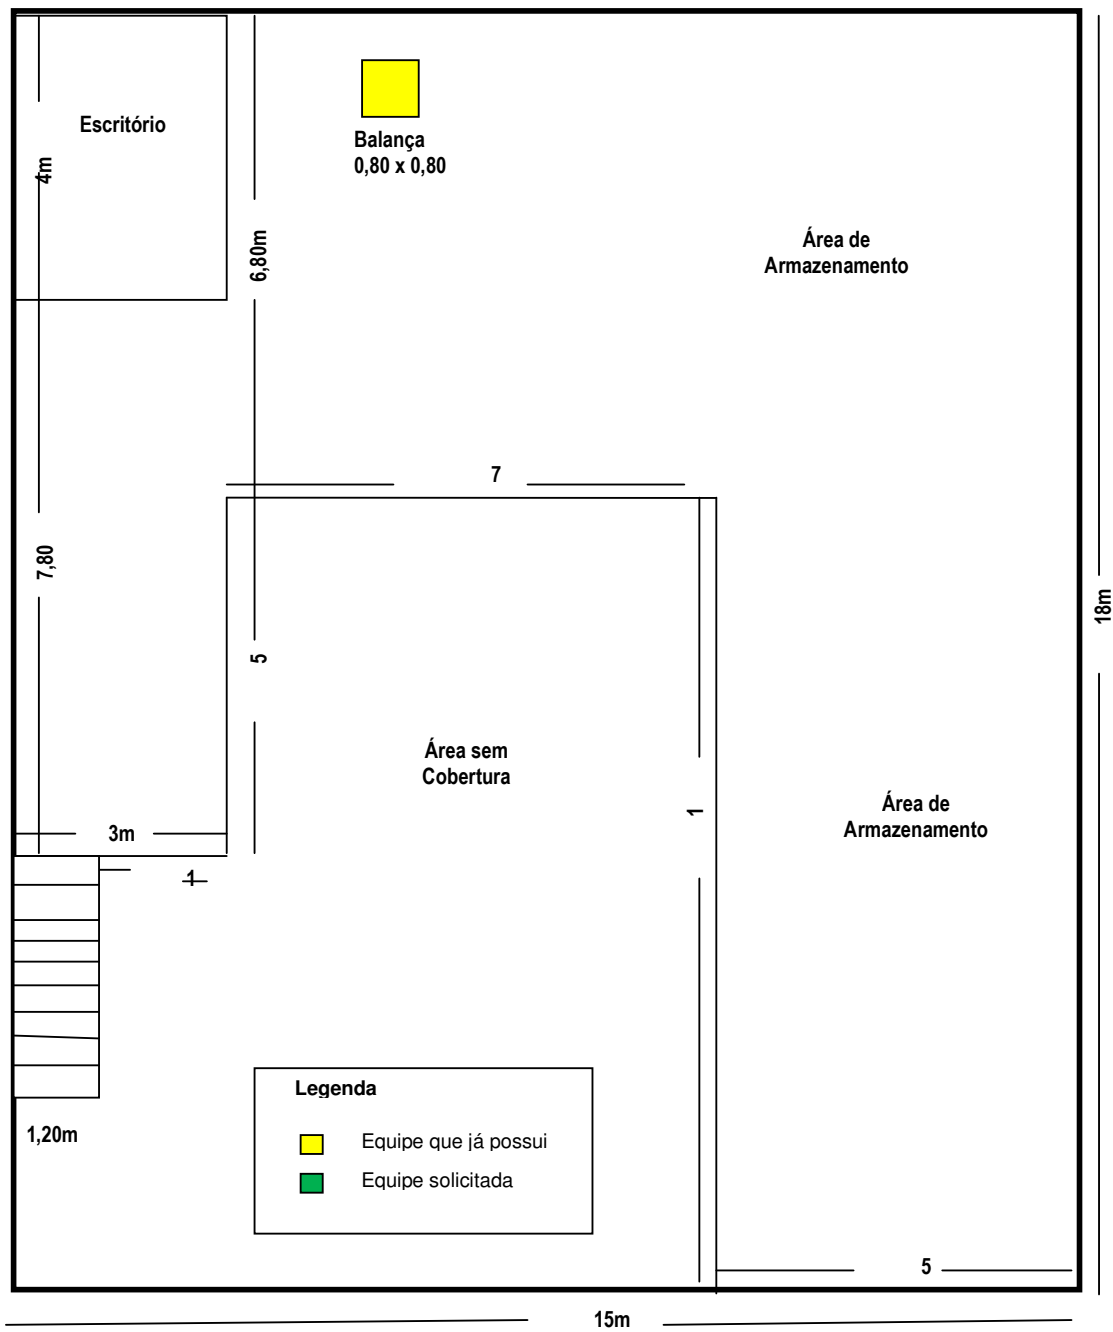 Escritório
4m
Balança
0,80 x 0,80
6,80m
Área de
Armazenamento
7
7,80
18m
5
Área sem
Cobertura
1
Área de
Armazenamento
3m
1
Legenda
1,20m
Equipe que já possui
Equipe solicitada
5
15m